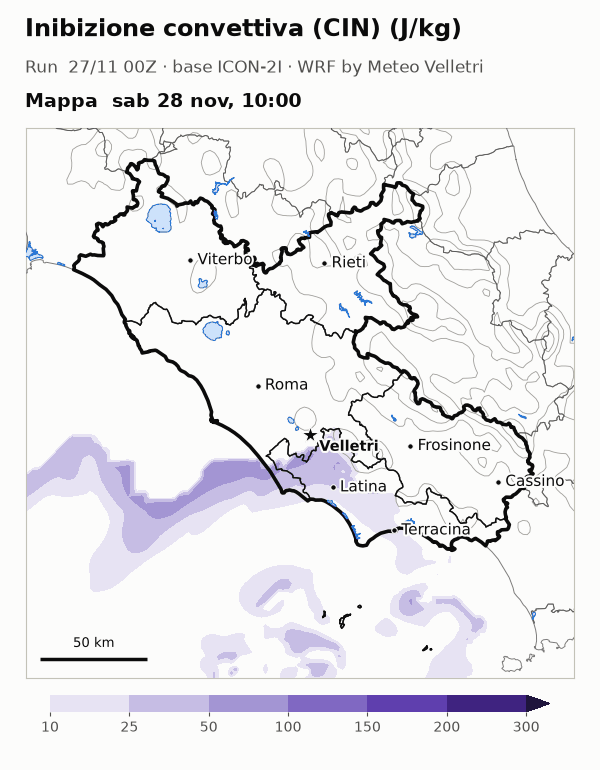 Inibizione convettiva (CIN) (J/kg)
Run  27/11 00Z · base ICON-2I · WRF by Meteo Velletri
Mappa  sab 28 nov, 10:00
Viterbo
Rieti
Roma
Velletri
Frosinone
Latina
Cassino
Terracina
50 km
10 25 50 100 150 200 300